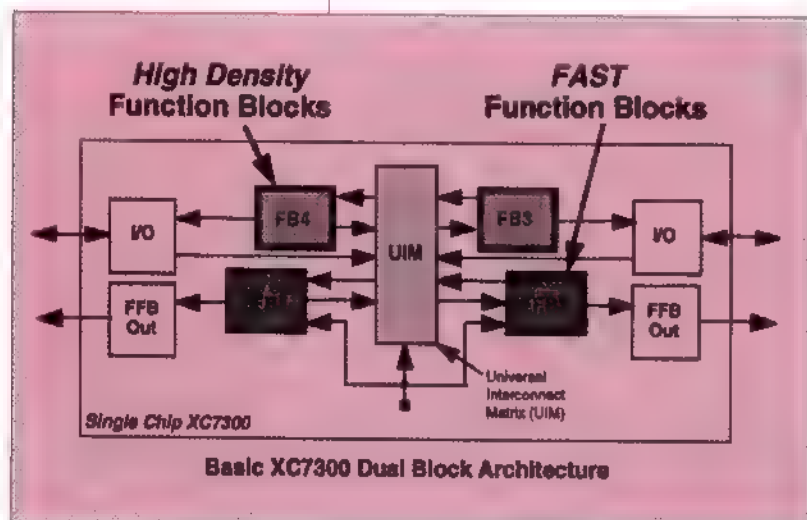 High Density
Function Blocks
FAST
Function Blocks
I/O
FB4
UIM
FB3
I/O
FFB
Out
FFB
Out
Universal
Interconnect
Matrix (UIM)
Single Chip XC7300
Basic XC7300 Dual Block Architecture